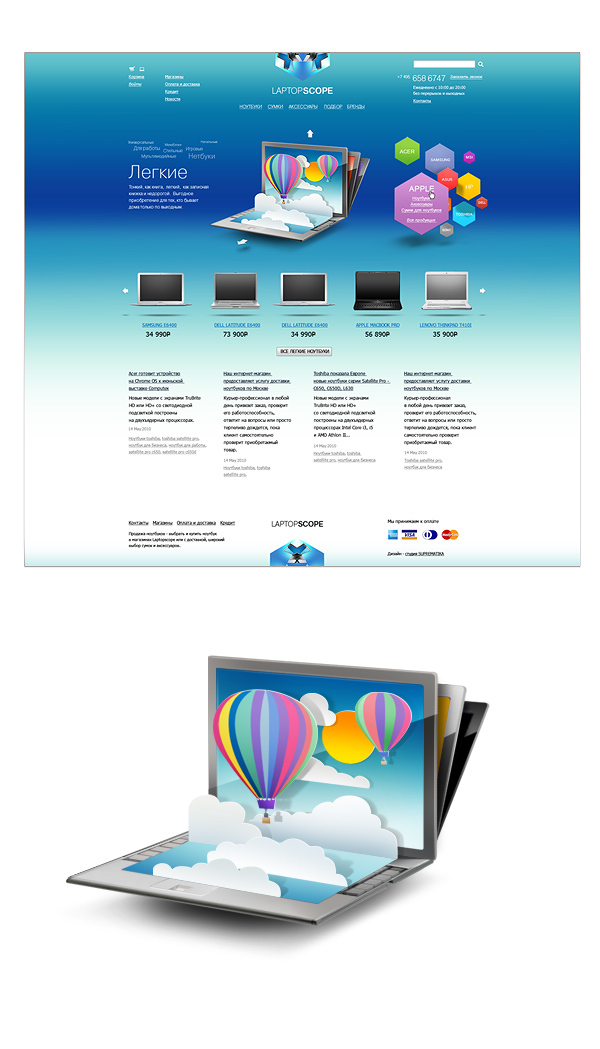 Корзина
Войти
Магазины
Оплата и доставка
Кредит
Новости
LAPTOPSCOPE
+7 495 658 6747 Заказать звонок
Ежедневно с 10:00 до 20:00
без перерывов и выходных
Контакты
НОУТБУКИ СУМКИ АКСЕССУАРЫ ПОДБОР БРЕНДЫ
Для работы
Стильные
Игровые
Мультимедийные
Нетбуки
Легкие
Тонкий, как книга, легкий, как записная
книжка и недорогой. Выгодное
приобретение для тех, кто бывает
дома только по выходным.
ACER
SAMSUNG
MSI
ASUS
HP
APPLE
Ноутбуки
Аксессуары
Сумки для ноутбуков
Вся продукция
DELL
TOSHIBA
SONY
SAMSUNG E6400
34 990Р
DELL LATITUDE E6400
73 900Р
DELL LATITUDE E6400
34 990Р
APPLE MACBOOK PRO
56 890Р
LENOVO THINKPAD T410I
35 900Р
ВСЕ ЛЕГКИЕ НОУТБУКИ
Acer готовит устройство
на Chrome OS к июньской
выставке Computex
Новые модели с экранами
TruBrite HD или HD+
со светодиодной подсветкой
построены
на двухъядерных процессорах.
14 May 2010
Ноутбуки toshiba, toshiba satellite pro,
ноутбук для бизнеса, ноутбук для работы,
satellite pro c650, satellite pro u500d
Наш интернет-магазин
предоставляет услугу доставки
ноутбуков по Москве
Курьер-профессионал в любой
день привезет заказ, проверит
его работоспособность,
ответит на вопросы или просто
терпеливо дождется, пока
клиент самостоятельно
проверит приобретаемый
товар.
14 May 2010
Ноутбуки toshiba, toshiba
satellite pro,
Toshiba показала Европе
новые ноутбуки серии Satellite Pro –
C650, L600, L630
Новые модели с экранами
TruBrite HD или HD+
со светодиодной подсветкой
построены на двухъядерных
процессорах Intel Core i3, i5
и AMD Athlon II...
14 May 2010
Ноутбуки toshiba, toshiba
satellite pro, ноутбук для бизнеса
Наш интернет-магазин
предоставляет услугу доставки
ноутбуков по Москве
Курьер-профессионал
в любой день привезет заказ,
проверит его работоспособность,
ответит на вопросы или просто
терпеливо дождется, пока клиент
самостоятельно проверит
приобретаемый товар.
14 May 2010
Toshiba satellite pro,
ноутбук для бизнеса
Контакты Магазины Оплата и доставка Кредит
Продажа ноутбуков - выбрать и купить ноутбук
в магазинах Laptopscope или с доставкой, широкий
выбор сумок и аксессуаров.
LAPTOPSCOPE
Мы принимаем к оплате
VISA
MasterCard
Дизайн - студия SUPREMATIKA